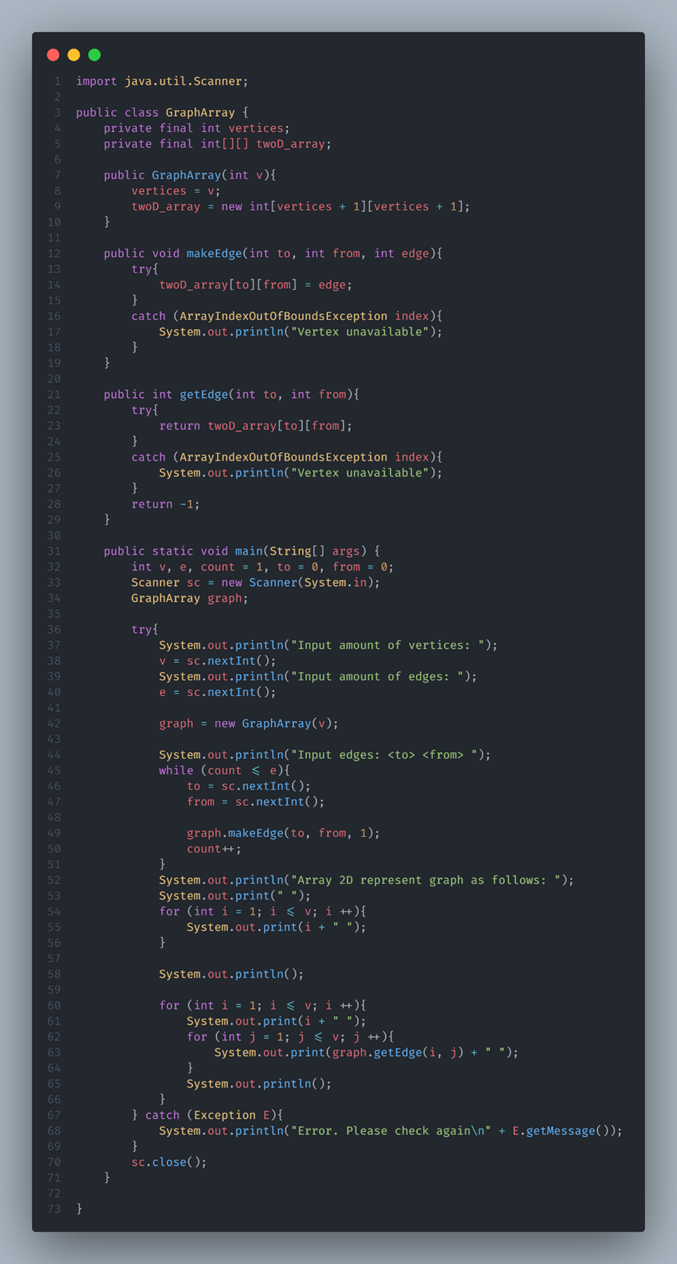 1 import java.util.Scanner;
2
3 public class GraphArray {
4     private final int vertices;
5     private final int[][] twoD_array;
6
7     public GraphArray(int v){
8         vertices = v;
9         twoD_array = new int[vertices + 1][vertices + 1];
10     }
11
12     public void makeEdge(int to, int from, int edge){
13         try{
14             twoD_array[to][from] = edge;
15         }
16         catch (ArrayIndexOutOfBoundsException index){
17             System.out.println("Vertex unavailable");
18         }
19     }
20
21     public int getEdge(int to, int from){
22         try{
23             return twoD_array[to][from];
24         }
25         catch (ArrayIndexOutOfBoundsException index){
26             System.out.println("Vertex unavailable");
27         }
28         return -1;
29     }
30
31     public static void main(String[] args) {
32         int v, e, count = 1, to = 0, from = 0;
33         Scanner sc = new Scanner(System.in);
34         GraphArray graph;
35
36         try{
37             System.out.println("Input amount of vertices: ");
38             v = sc.nextInt();
39             System.out.println("Input amount of edges: ");
40             e = sc.nextInt();
41
42             graph = new GraphArray(v);
43
44             System.out.println("Input edges: <to> <from> ");
45             while (count <= e){
46                 to = sc.nextInt();
47                 from = sc.nextInt();
48
49                 graph.makeEdge(to, from, 1);
50                 count++;
51             }
52             System.out.println("Array 2D represent graph as follows: ");
53             System.out.print(" ");
54             for (int i = 1; i <= v; i ++){
55                 System.out.print(i + " ");
56             }
57
58             System.out.println();
59
60             for (int i = 1; i <= v; i ++){
61                 System.out.print(i + " ");
62                 for (int j = 1; j <= v; j ++){
63                     System.out.print(graph.getEdge(i, j) + " ");
64                 }
65                 System.out.println();
66             }
67         } catch (Exception E){
68             System.out.println("Error. Please check again\n" + E.getMessage());
69         }
70         sc.close();
71     }
72
73 }